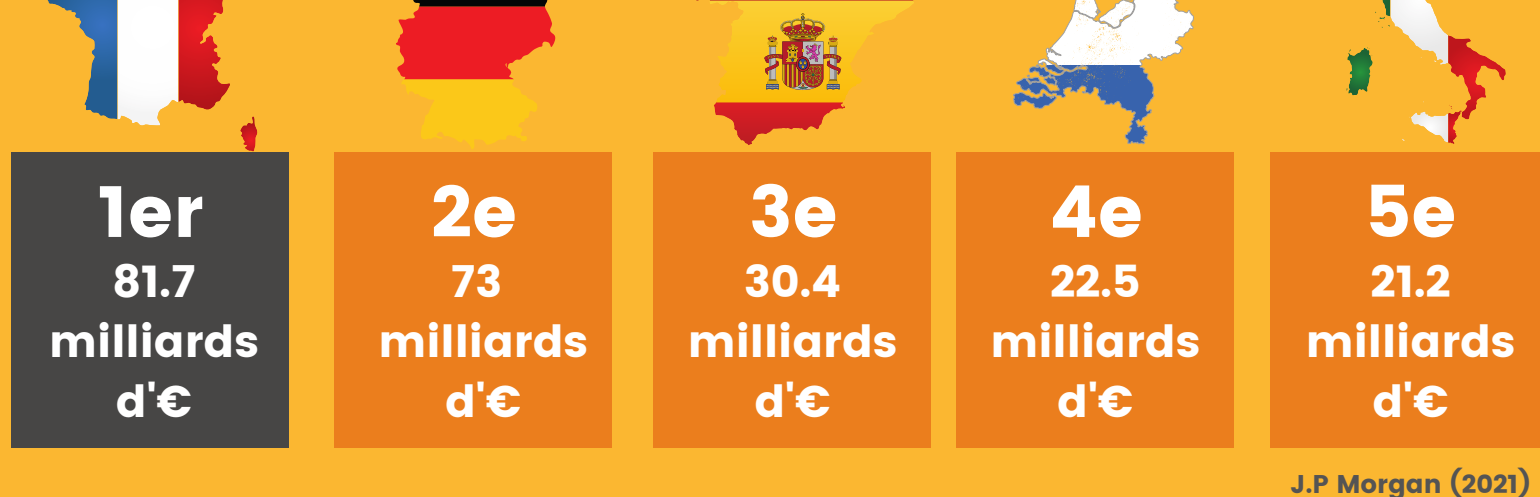 1er
81.7
milliards
d'€
2e
73
milliards
d'€
3e
30.4
milliards
d'€
4e
22.5
milliards
d'€
5e
21.2
milliards
d'€
J.P Morgan (2021)